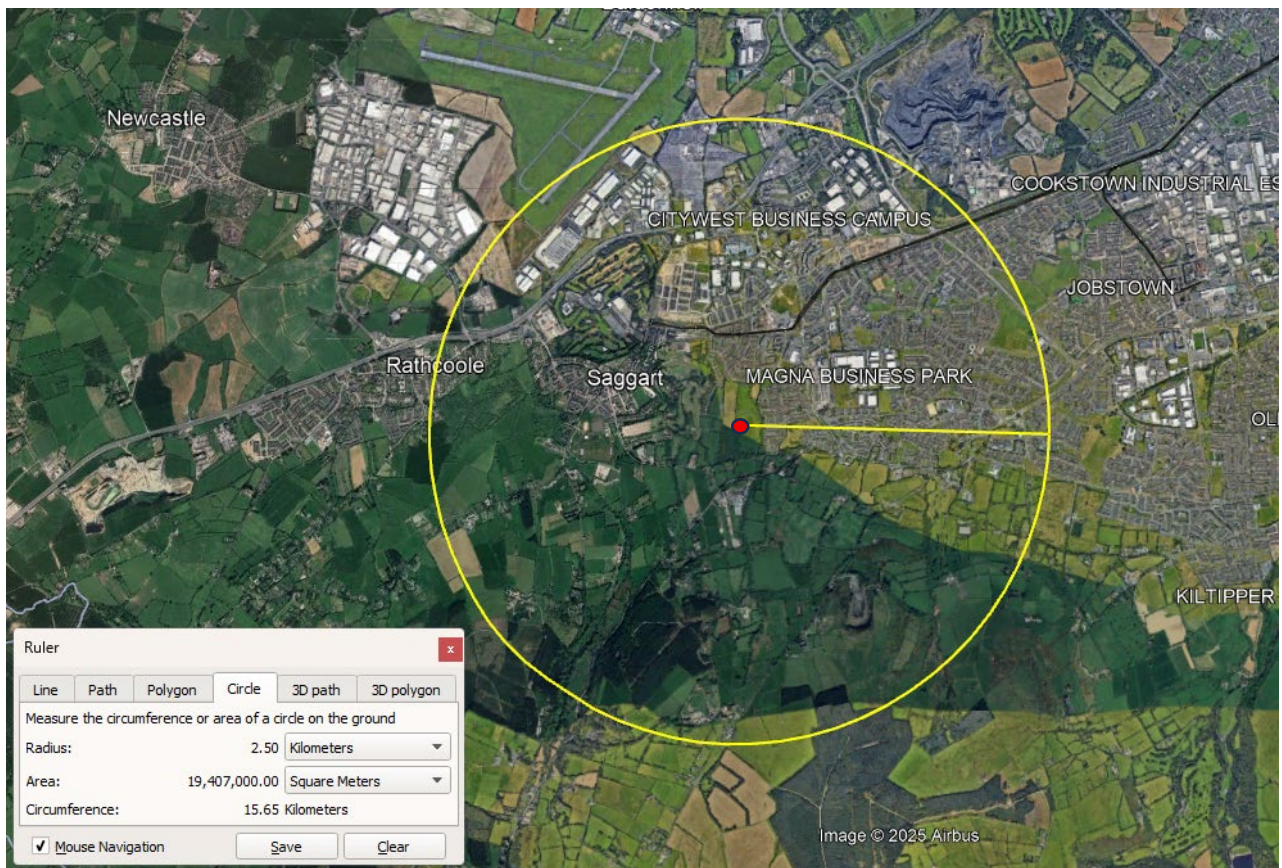 Newcastle
COOKSTOWN INDUSTRIAL ES
CITYWEST BUSINESS CAMPUS
JOBSTOWN
Rathcoole
Saggart
MAGNA BUSINESS PARK
OL
KILTIPPER
Ruler
x
Line Path Polygon Circle 3D path 3D polygon
Measure the circumference or area of a circle on the ground
Radius: 2.50 Kilometers
Area: 19,407,000.00 Square Meters
Circumference: 15.65 Kilometers
Mouse Navigation Save Clear
Image © 2025 Airbus